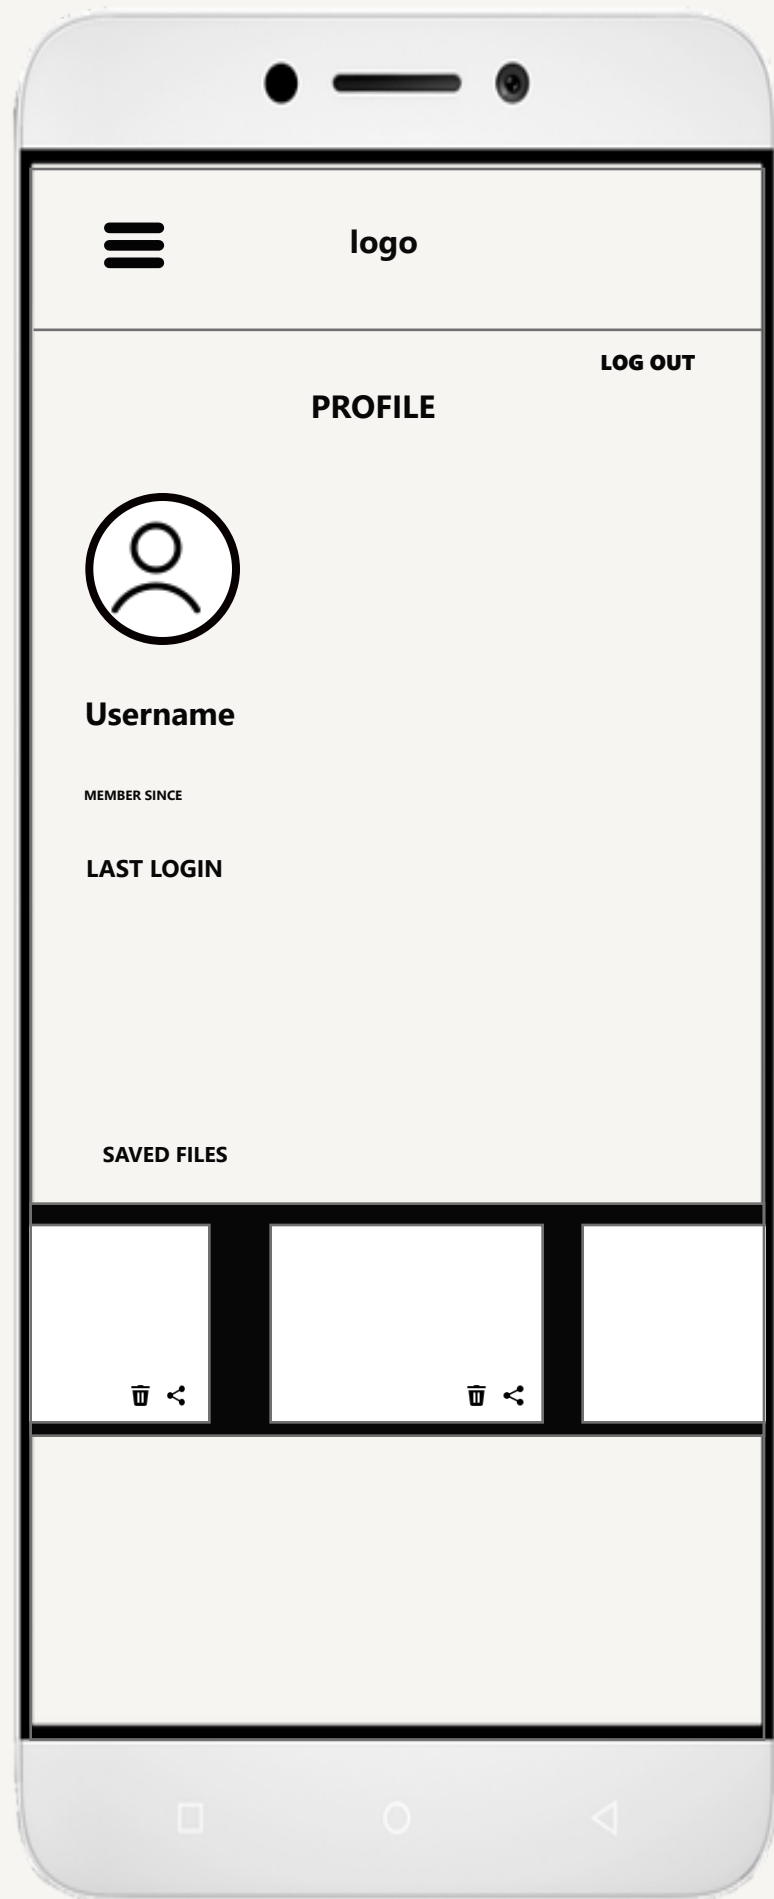 logo
LOG OUT
PROFILE
Username
MEMBER SINCE
LAST LOGIN
SAVED FILES